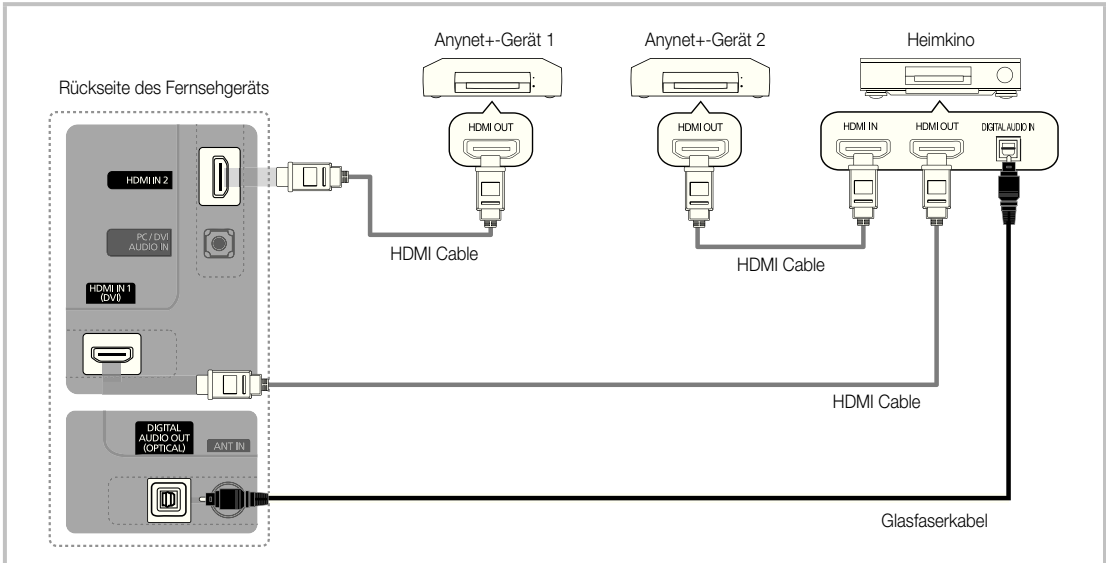 Anynet+-Gerät 1
Anynet+-Gerät 2
Heimkino
Rückseite des Fernsehgeräts
HDMI OUT
HDMI OUT
HDMI IN
HDMI OUT
DIGITAL AUDIO IN
HDMI IN 2
PC / DVI
AUDIO IN
HDMI IN 1
(DVI)
HDMI Cable
HDMI Cable
HDMI Cable
DIGITAL
AUDIO OUT
(OPTICAL)
ANT IN
Glasfaserkabel